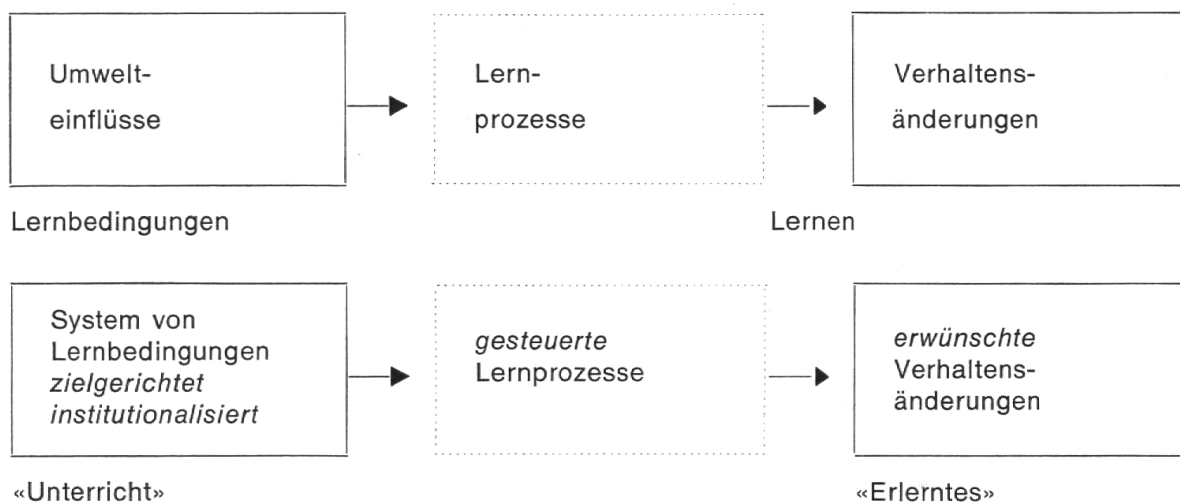 Umwelt-
einflüsse
Lern-
prozesse
Verhaltens-
änderungen
Lernbedingungen
Lernen
System von
Lernbedingungen
zielgerichtet
institutionalisiert
gesteuerte
Lernprozesse
erwünschte
Verhaltens-
änderungen
«Unterricht»
«Erlerntes»